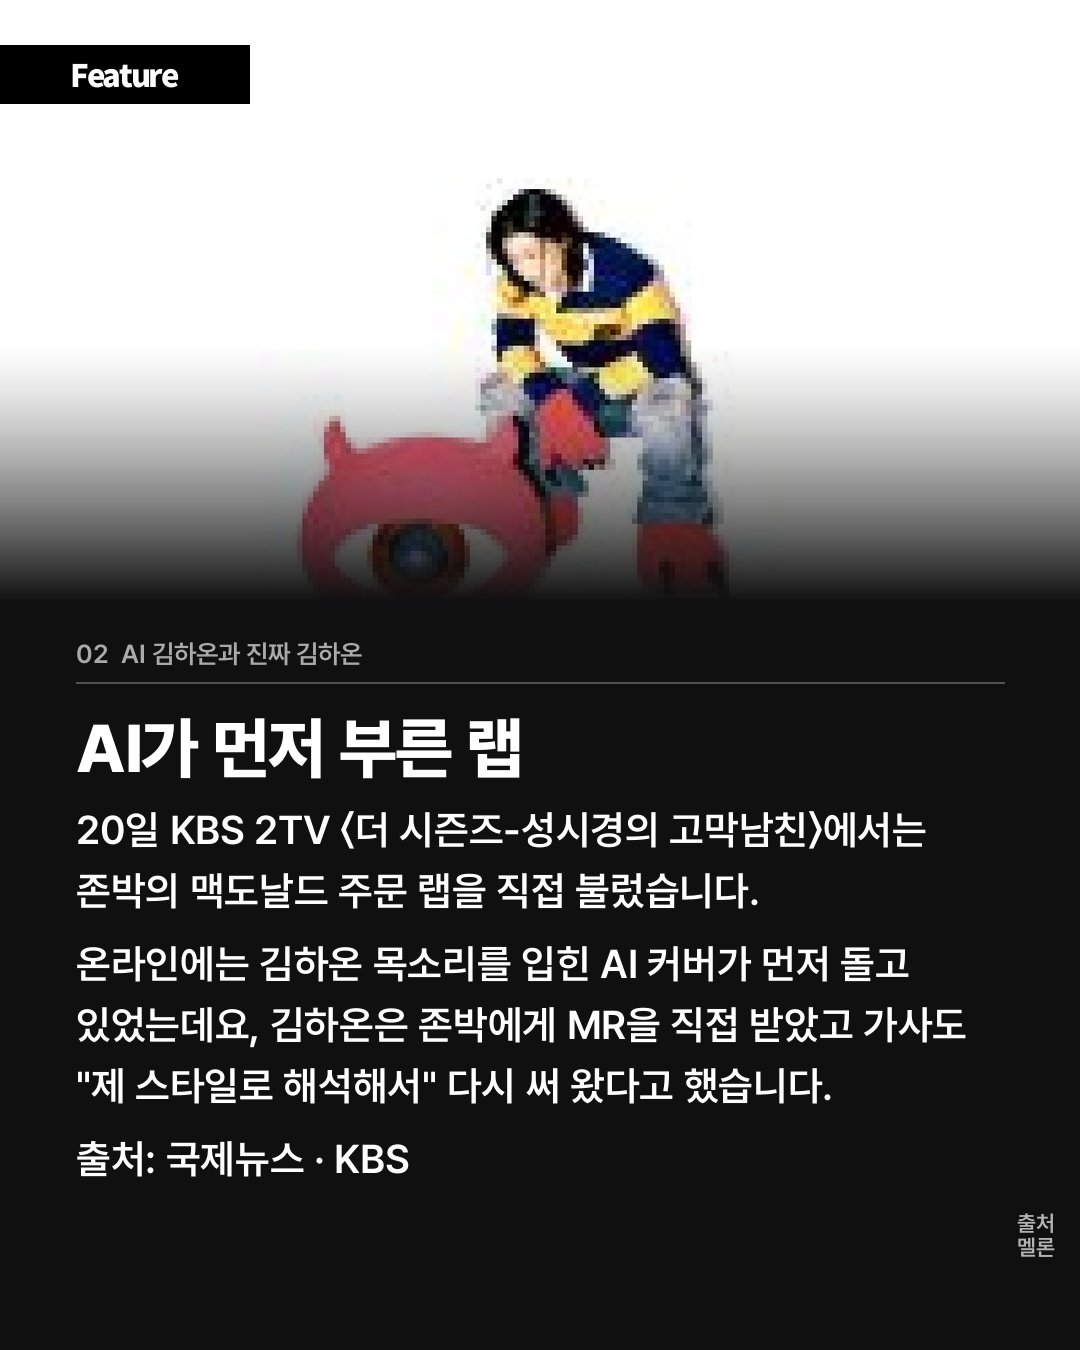 Feature
02 AI 김하온과 진짜 김하온
AI가 먼저 부른 랩
20일 KBS 2TV 〈더 시즌즈-성시경의 고막남친〉에서는
존박의 맥도날드 주문 랩을 직접 불렀습니다.
온라인에는 김하온 목소리를 입힌 AI 커버가 먼저 돌고
있었는데요, 김하온은 존박에게 MR을 직접 받았고 가사도
"제 스타일로 해석해서" 다시 써 왔다고 했습니다.
출처: 국제뉴스 · KBS
출처
멜론